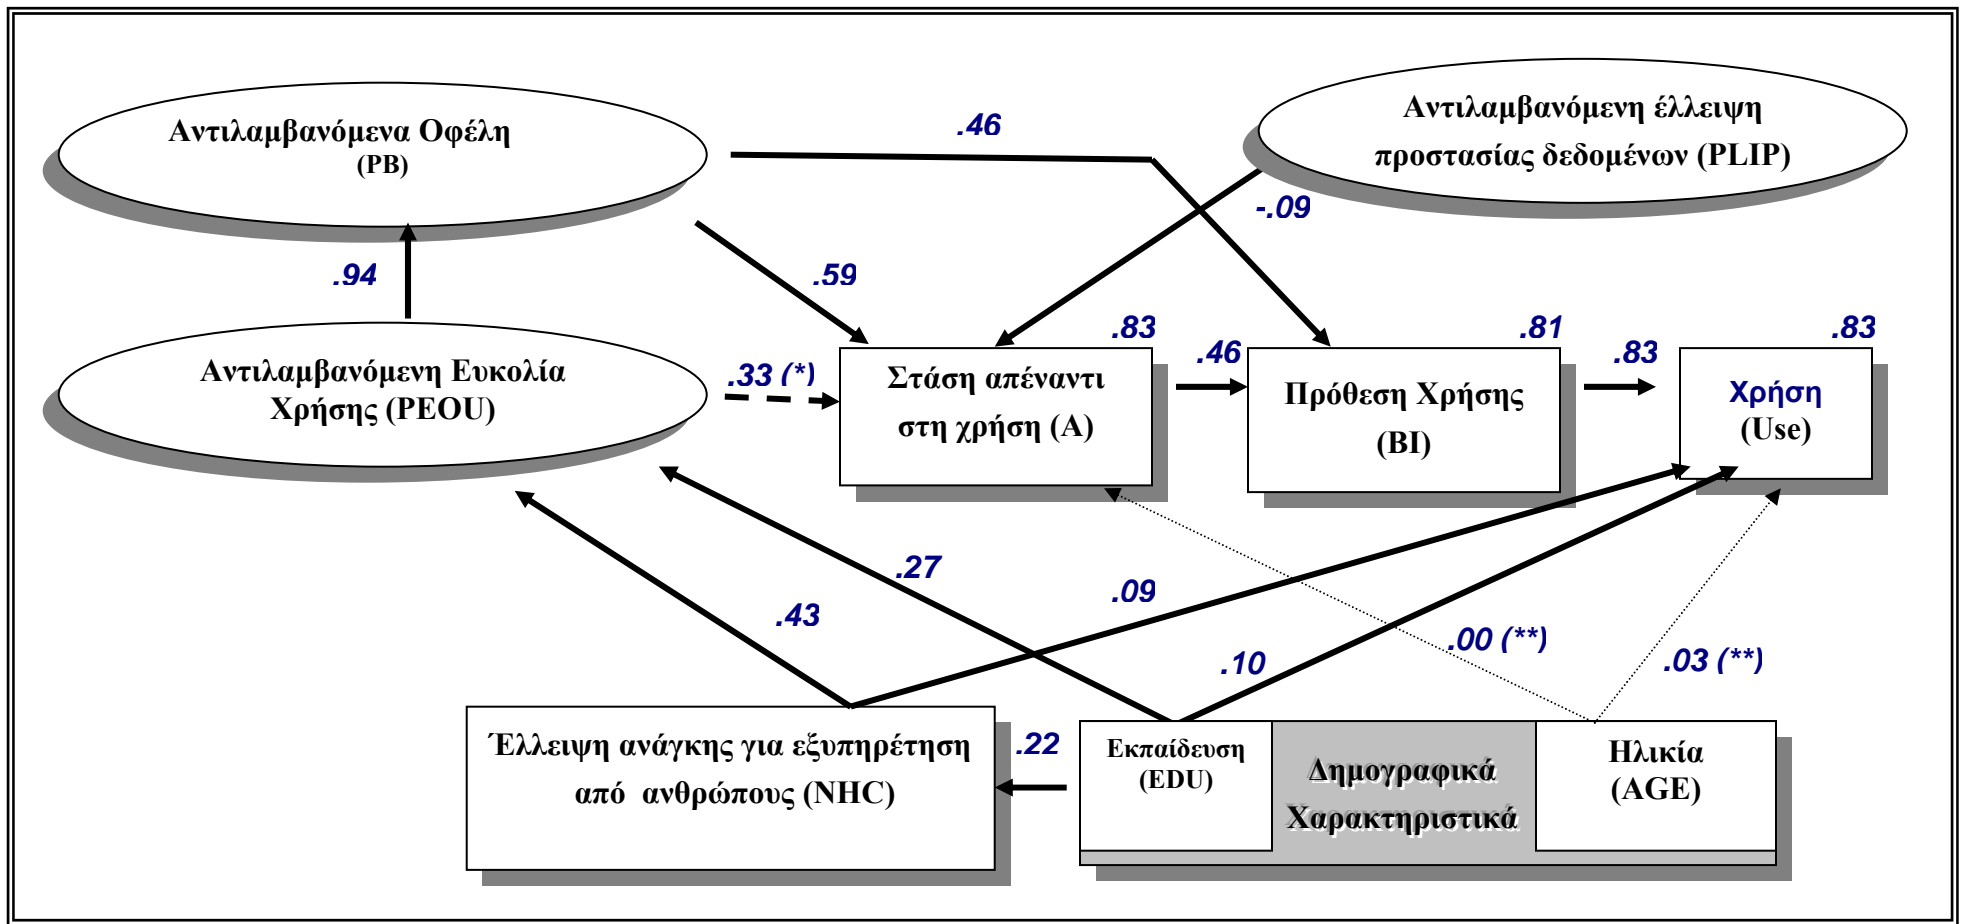 Αντιλαμβανόμενα Οφέλη
(PB)
.46
Αντιλαμβανόμενη έλλειψη
προστασίας δεδομένων (PLIP)
-.09
.94
.59
Αντιλαμβανόμενη Ευκολία
Χρήσης (PEOU)
.33 (*)
.83
Στάση απέναντι
στη χρήση (A)
.46
.81
Πρόθεση Χρήσης
(BI)
.83
.83
Χρήση
(Use)
.27
.43
.09
.10
.00 (**)
.03 (**)
Έλλειψη ανάγκης για εξυπηρέτηση
από ανθρώπους (NHC)
.22
Εκπαίδευση
(EDU)
Δημογραφικά
Χαρακτηριστικά
Ηλικία
(AGE)